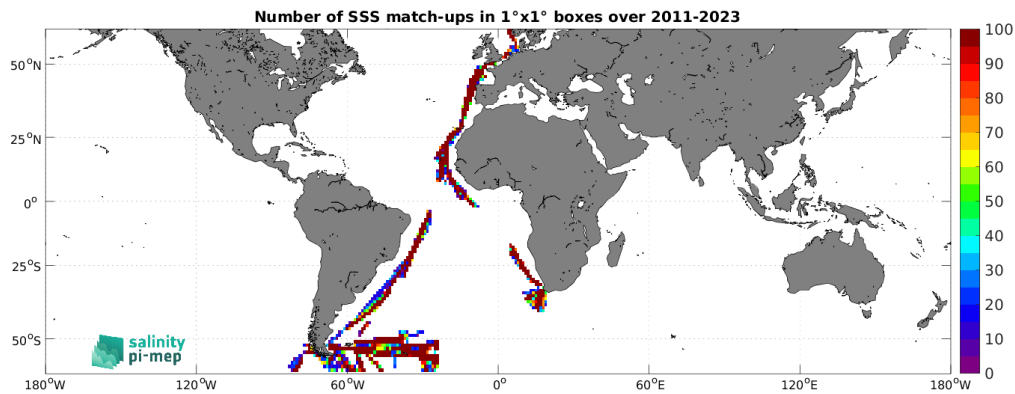 Number of SSS match-ups in 1°x1° boxes over 2011-2023
50°N
25°N
0°
25°S
50°S
180°W
120°W
60°W
0°
60°E
120°E
180°W
100
90
80
70
60
50
40
30
20
10
0
salinity
pi-mep